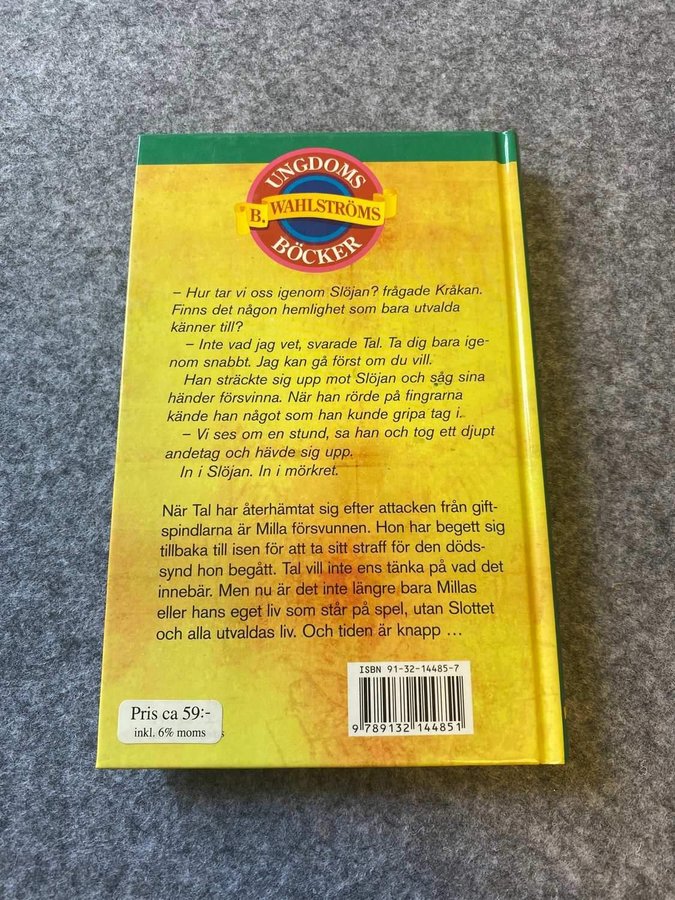 UNGDOMS
B. WAHLSTRÖMS
BÖCKER
– Hur tar vi oss igenom Slöjan? frågade Kråkan.
Finns det någon hemlighet som bara utvalda
känner till?
– Inte vad jag vet, svarade Tal. Ta dig bara ige-
nom snabbt. Jag kan gå först om du vill.
Han sträckte sig upp mot Slöjan och såg sina
händer försvinna. När han rörde på fingrarna
kände han något som han kunde gripa tag i.
– Vi ses om en stund, sa han och tog ett djupt
andetag och hävde sig upp.
In i Slöjan. In i mörkret.
När Tal har återhämtat sig efter attacken från gift-
spindlarna är Milla försvunnen. Hon har begett sig
tillbaka till isen för att ta sitt straff för den döds-
synd hon begått. Tal vill inte ens tänka på vad det
innebär. Men nu är det inte längre bara Millas
eller hans eget liv som står på spel, utan Slottet
och alla utvaldas liv. Och tiden är knapp ...
ISBN 91-32-14485-7
9 789132 144851
Pris ca 59:-
inkl. 6% moms